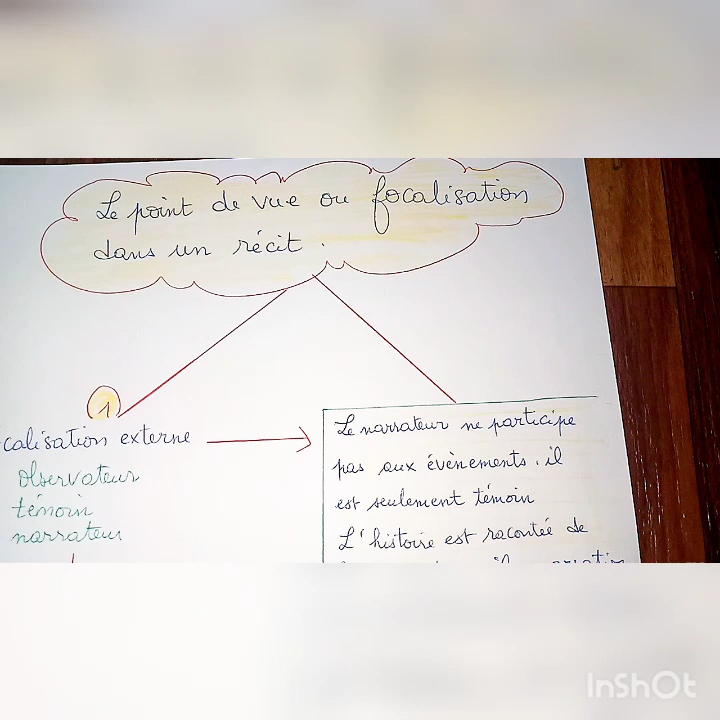 Le point de vue ou focalisation
dans un récit.
1
calisation externe
observateur
témoin
narrateur
Le narrateur ne participe
pas aux évènements. il
est seulement témoin
L'histoire est racontée de
InShOt